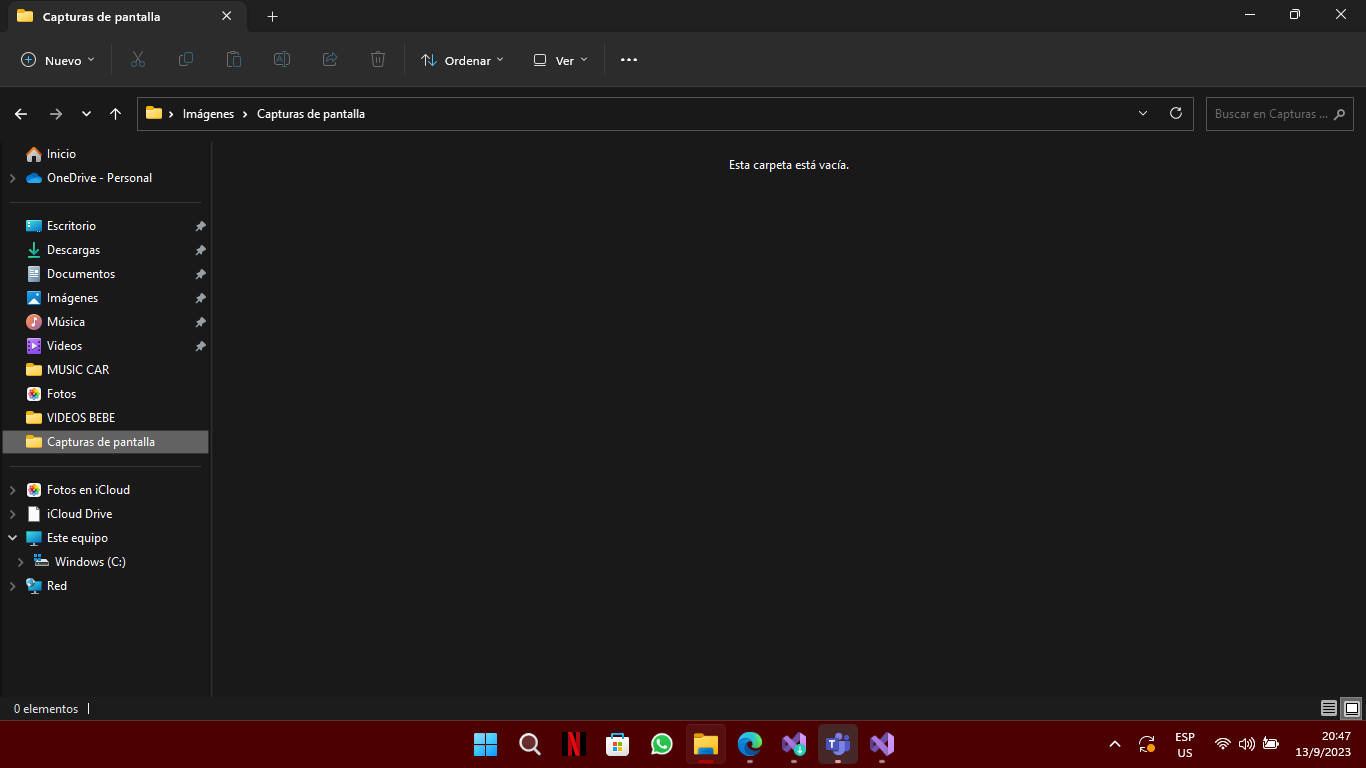 Capturas de pantalla
Nuevo
Ordenar
Ver
Imágenes > Capturas de pantalla
Buscar en Capturas ...
Inicio
OneDrive - Personal
Esta carpeta está vacía.
Escritorio
Descargas
Documentos
Imágenes
Música
Videos
MUSIC CAR
Fotos
VIDEOS BEBE
Capturas de pantalla
Fotos en iCloud
iCloud Drive
Este equipo
Windows (C:)
Red
0 elementos
ESP
US
20:47
13/9/2023